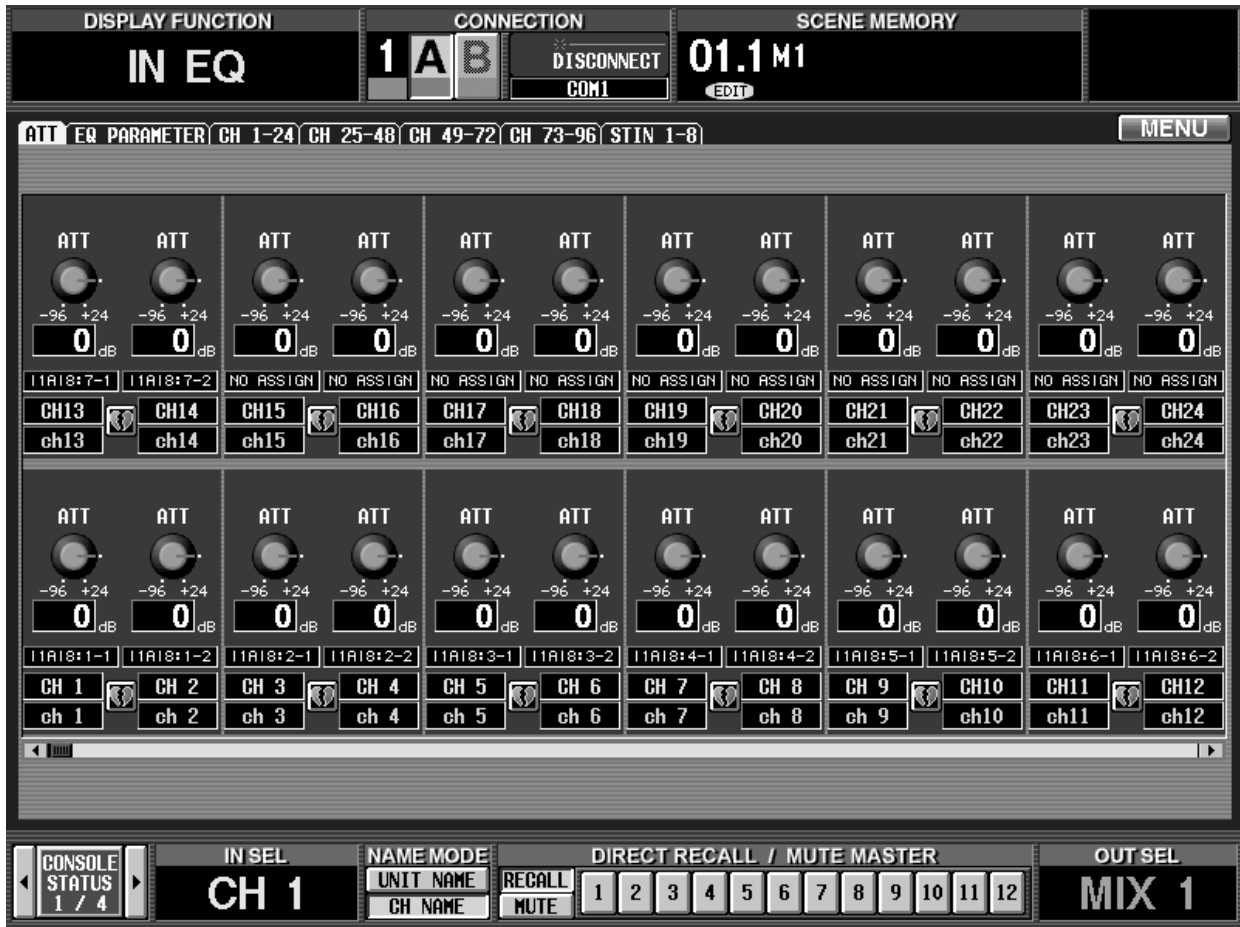 DISPLAY FUNCTION CONNECTION SCENE MEMORY
IN EQ 1 A B DISCONNECT COM1 01.1 M1 EDIT
ATT EQ PARAMETER CH 1-24 CH 25-48 CH 49-72 CH 73-96 STIN 1-8 MENU
ATT ATT ATT ATT ATT ATT ATT ATT ATT ATT ATT ATT
-96 +24 -96 +24 -96 +24 -96 +24 -96 +24 -96 +24 -96 +24 -96 +24 -96 +24 -96 +24 -96 +24 -96 +24
0 dB 0 dB 0 dB 0 dB 0 dB 0 dB 0 dB 0 dB 0 dB 0 dB 0 dB 0 dB
I1AI8:7-1 I1AI8:7-2 NO ASSIGN NO ASSIGN NO ASSIGN NO ASSIGN NO ASSIGN NO ASSIGN NO ASSIGN NO ASSIGN NO ASSIGN NO ASSIGN
CH13 CH14 CH15 CH16 CH17 CH18 CH19 CH20 CH21 CH22 CH23 CH24
ch13 ch14 ch15 ch16 ch17 ch18 ch19 ch20 ch21 ch22 ch23 ch24
ATT ATT ATT ATT ATT ATT ATT ATT ATT ATT ATT ATT
-96 +24 -96 +24 -96 +24 -96 +24 -96 +24 -96 +24 -96 +24 -96 +24 -96 +24 -96 +24 -96 +24 -96 +24
0 dB 0 dB 0 dB 0 dB 0 dB 0 dB 0 dB 0 dB 0 dB 0 dB 0 dB 0 dB
I1AI8:1-1 I1AI8:1-2 I1AI8:2-1 I1AI8:2-2 I1AI8:3-1 I1AI8:3-2 I1AI8:4-1 I1AI8:4-2 I1AI8:5-1 I1AI8:5-2 I1AI8:6-1 I1AI8:6-2
CH 1 CH 2 CH 3 CH 4 CH 5 CH 6 CH 7 CH 8 CH 9 CH10 CH11 CH12
ch 1 ch 2 ch 3 ch 4 ch 5 ch 6 ch 7 ch 8 ch 9 ch10 ch11 ch12
CONSOLE STATUS 1 / 4
IN SEL
CH 1
NAME MODE
UNIT NAME
CH NAME
DIRECT RECALL / MUTE MASTER
RECALL
MUTE
1 2 3 4 5 6 7 8 9 10 11 12
OUT SEL
MIX 1